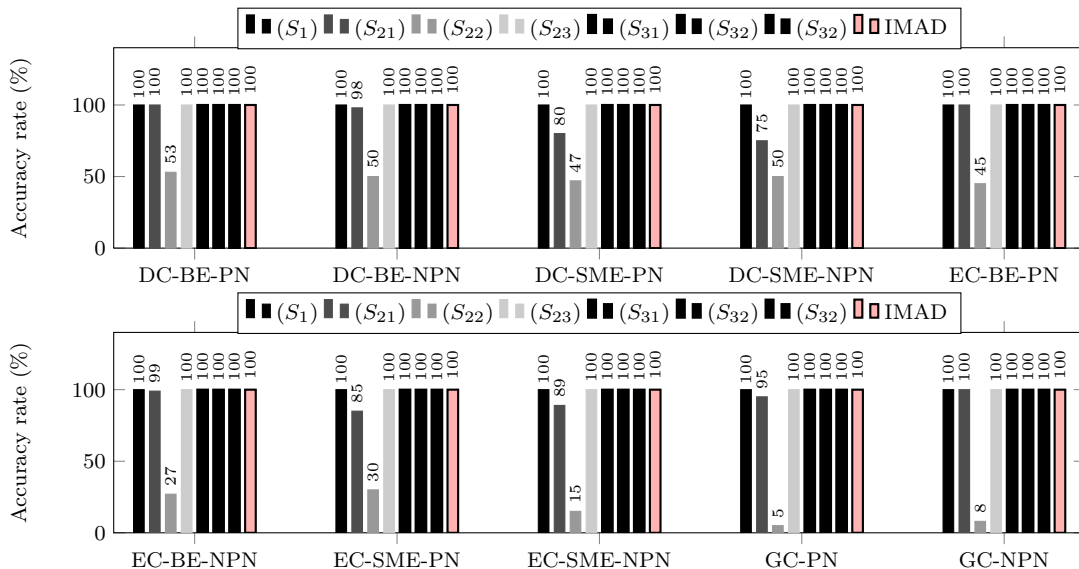 (S₁) (S₂₁) (S₂₂) (S₂₃) (S₃₁) (S₃₂) (S₃₂) IMAD
Accuracy rate (%)
100
50
0
100 100 53 100 100 100 100 100
100 98 50 100 100 100 100 100
100 80 47 100 100 100 100 100
100 75 50 100 100 100 100 100
100 100 45 100 100 100 100 100
DC-BE-PN DC-BE-NPN DC-SME-PN DC-SME-NPN EC-BE-PN
(S₁) (S₂₁) (S₂₂) (S₂₃) (S₃₁) (S₃₂) (S₃₂) IMAD
Accuracy rate (%)
100
50
0
100 99 27 100 100 100 100 100
100 85 30 100 100 100 100 100
100 89 15 100 100 100 100 100
100 95 5 100 100 100 100 100
100 100 8 100 100 100 100 100
EC-BE-NPN EC-SME-PN EC-SME-NPN GC-PN GC-NPN